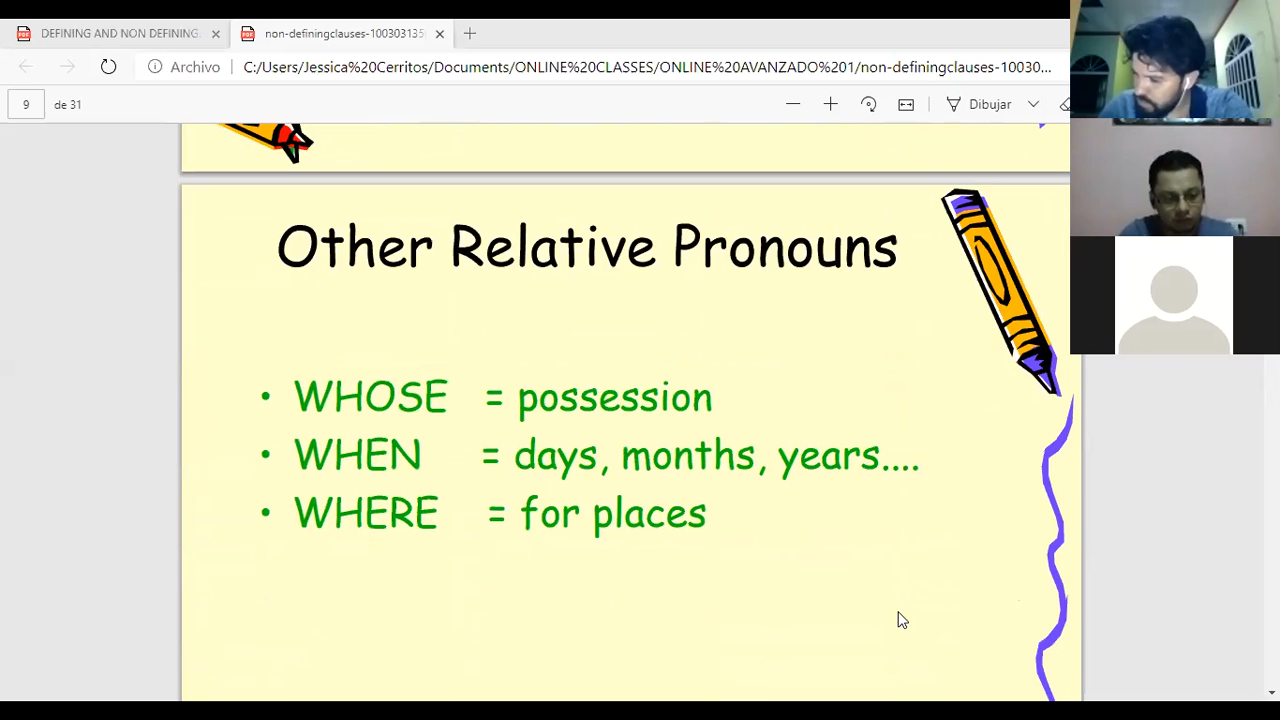 DEFINING AND NON DEFINING
non-definingclauses-100303135
Archivo
C:/Users/Jessica%20Cerritos/Documents/ONLINE%20CLASSES/ONLINE%20AVANZADO%201/non-definingclauses-10030...
9 de 31
Dibujar
Other Relative Pronouns
• WHOSE = possession
• WHEN = days, months, years....
• WHERE = for places